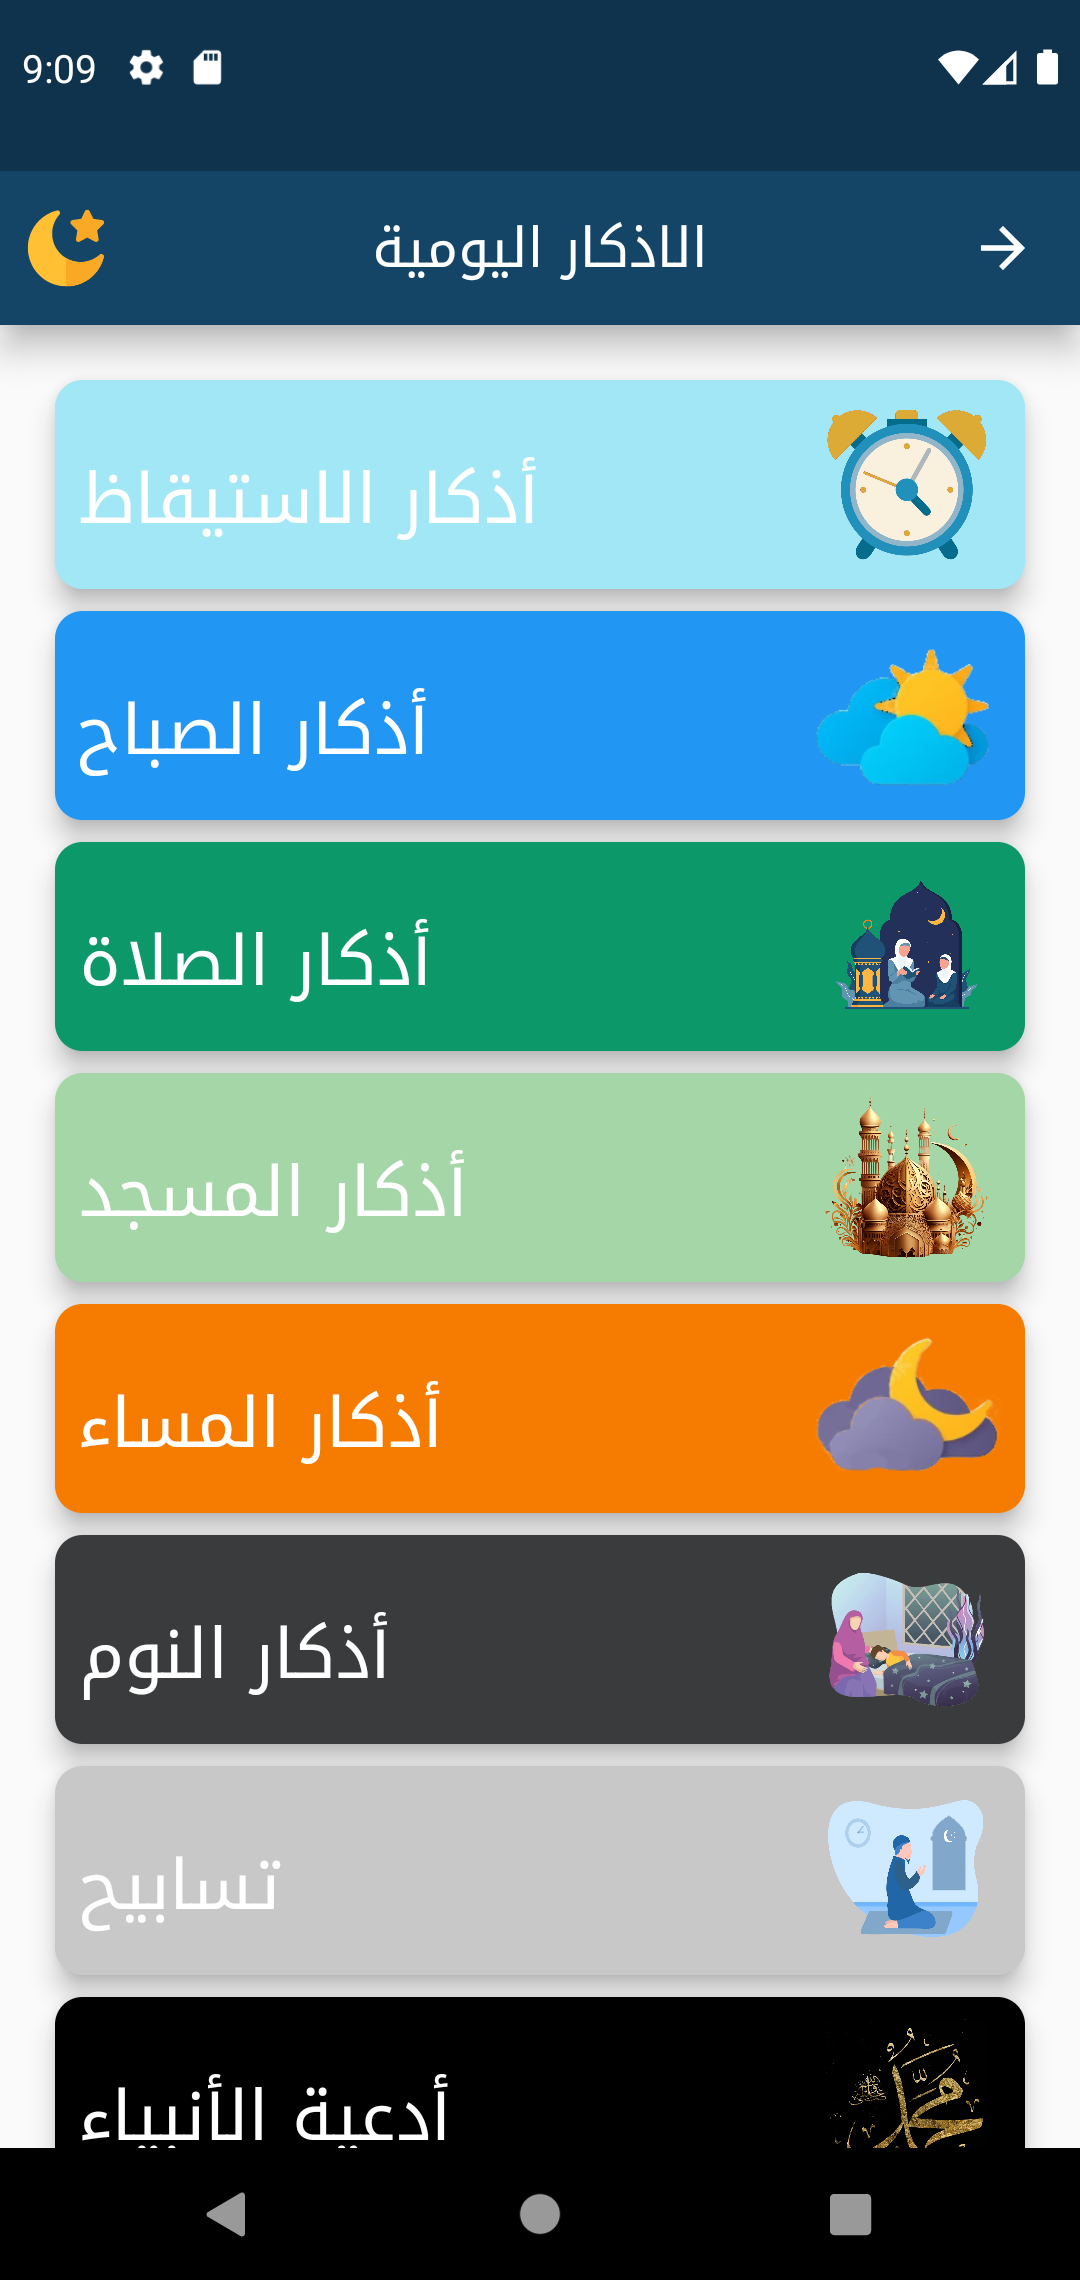 9:09
الاذكار اليومية
أذكار الاستيقاظ
أذكار الصباح
أذكار الصلاة
أذكار المسجد
أذكار المساء
أذكار النوم
تسابيح
أدعية الأنبياء
محمد